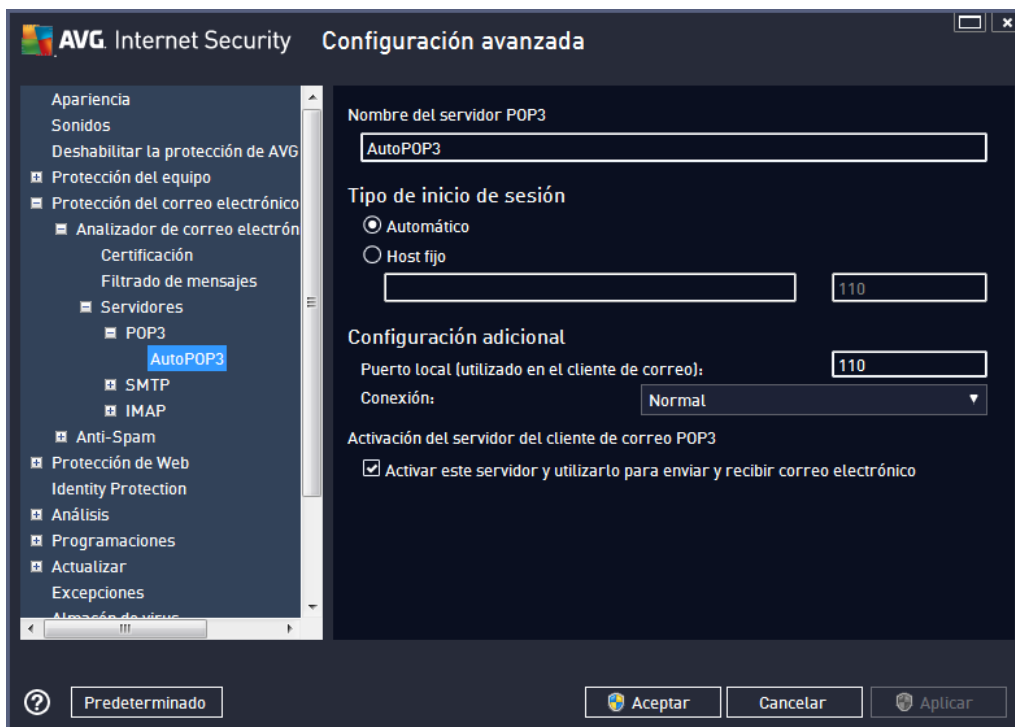 AVG. Internet Security Configuración avanzada
Apariencia
Sonidos
Deshabilitar la protección de AVG
Protección del equipo
Protección del correo electrónico
Analizador de correo electrón
Certificación
Filtrado de mensajes
Servidores
POP3
AutoPOP3
SMTP
IMAP
Anti-Spam
Protección de Web
Identity Protection
Análisis
Programaciones
Actualizar
Excepciones
Almacén de virus
Nombre del servidor POP3
AutoPOP3
Tipo de inicio de sesión
Automático
Host fijo
110
Configuración adicional
Puerto local (utilizado en el cliente de correo): 110
Conexión: Normal
Activación del servidor del cliente de correo POP3
Activar este servidor y utilizarlo para enviar y recibir correo electrónico
Predeterminado Aceptar Cancelar Aplicar